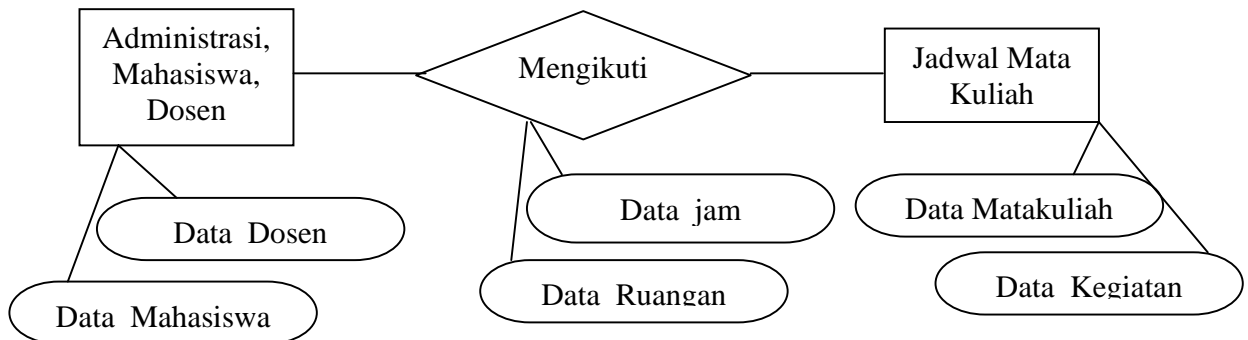 Administrasi,
Mahasiswa,
Dosen
Mengikuti
Jadwal Mata
Kuliah
Data Dosen
Data Mahasiswa
Data jam
Data Ruangan
Data Matakuliah
Data Kegiatan